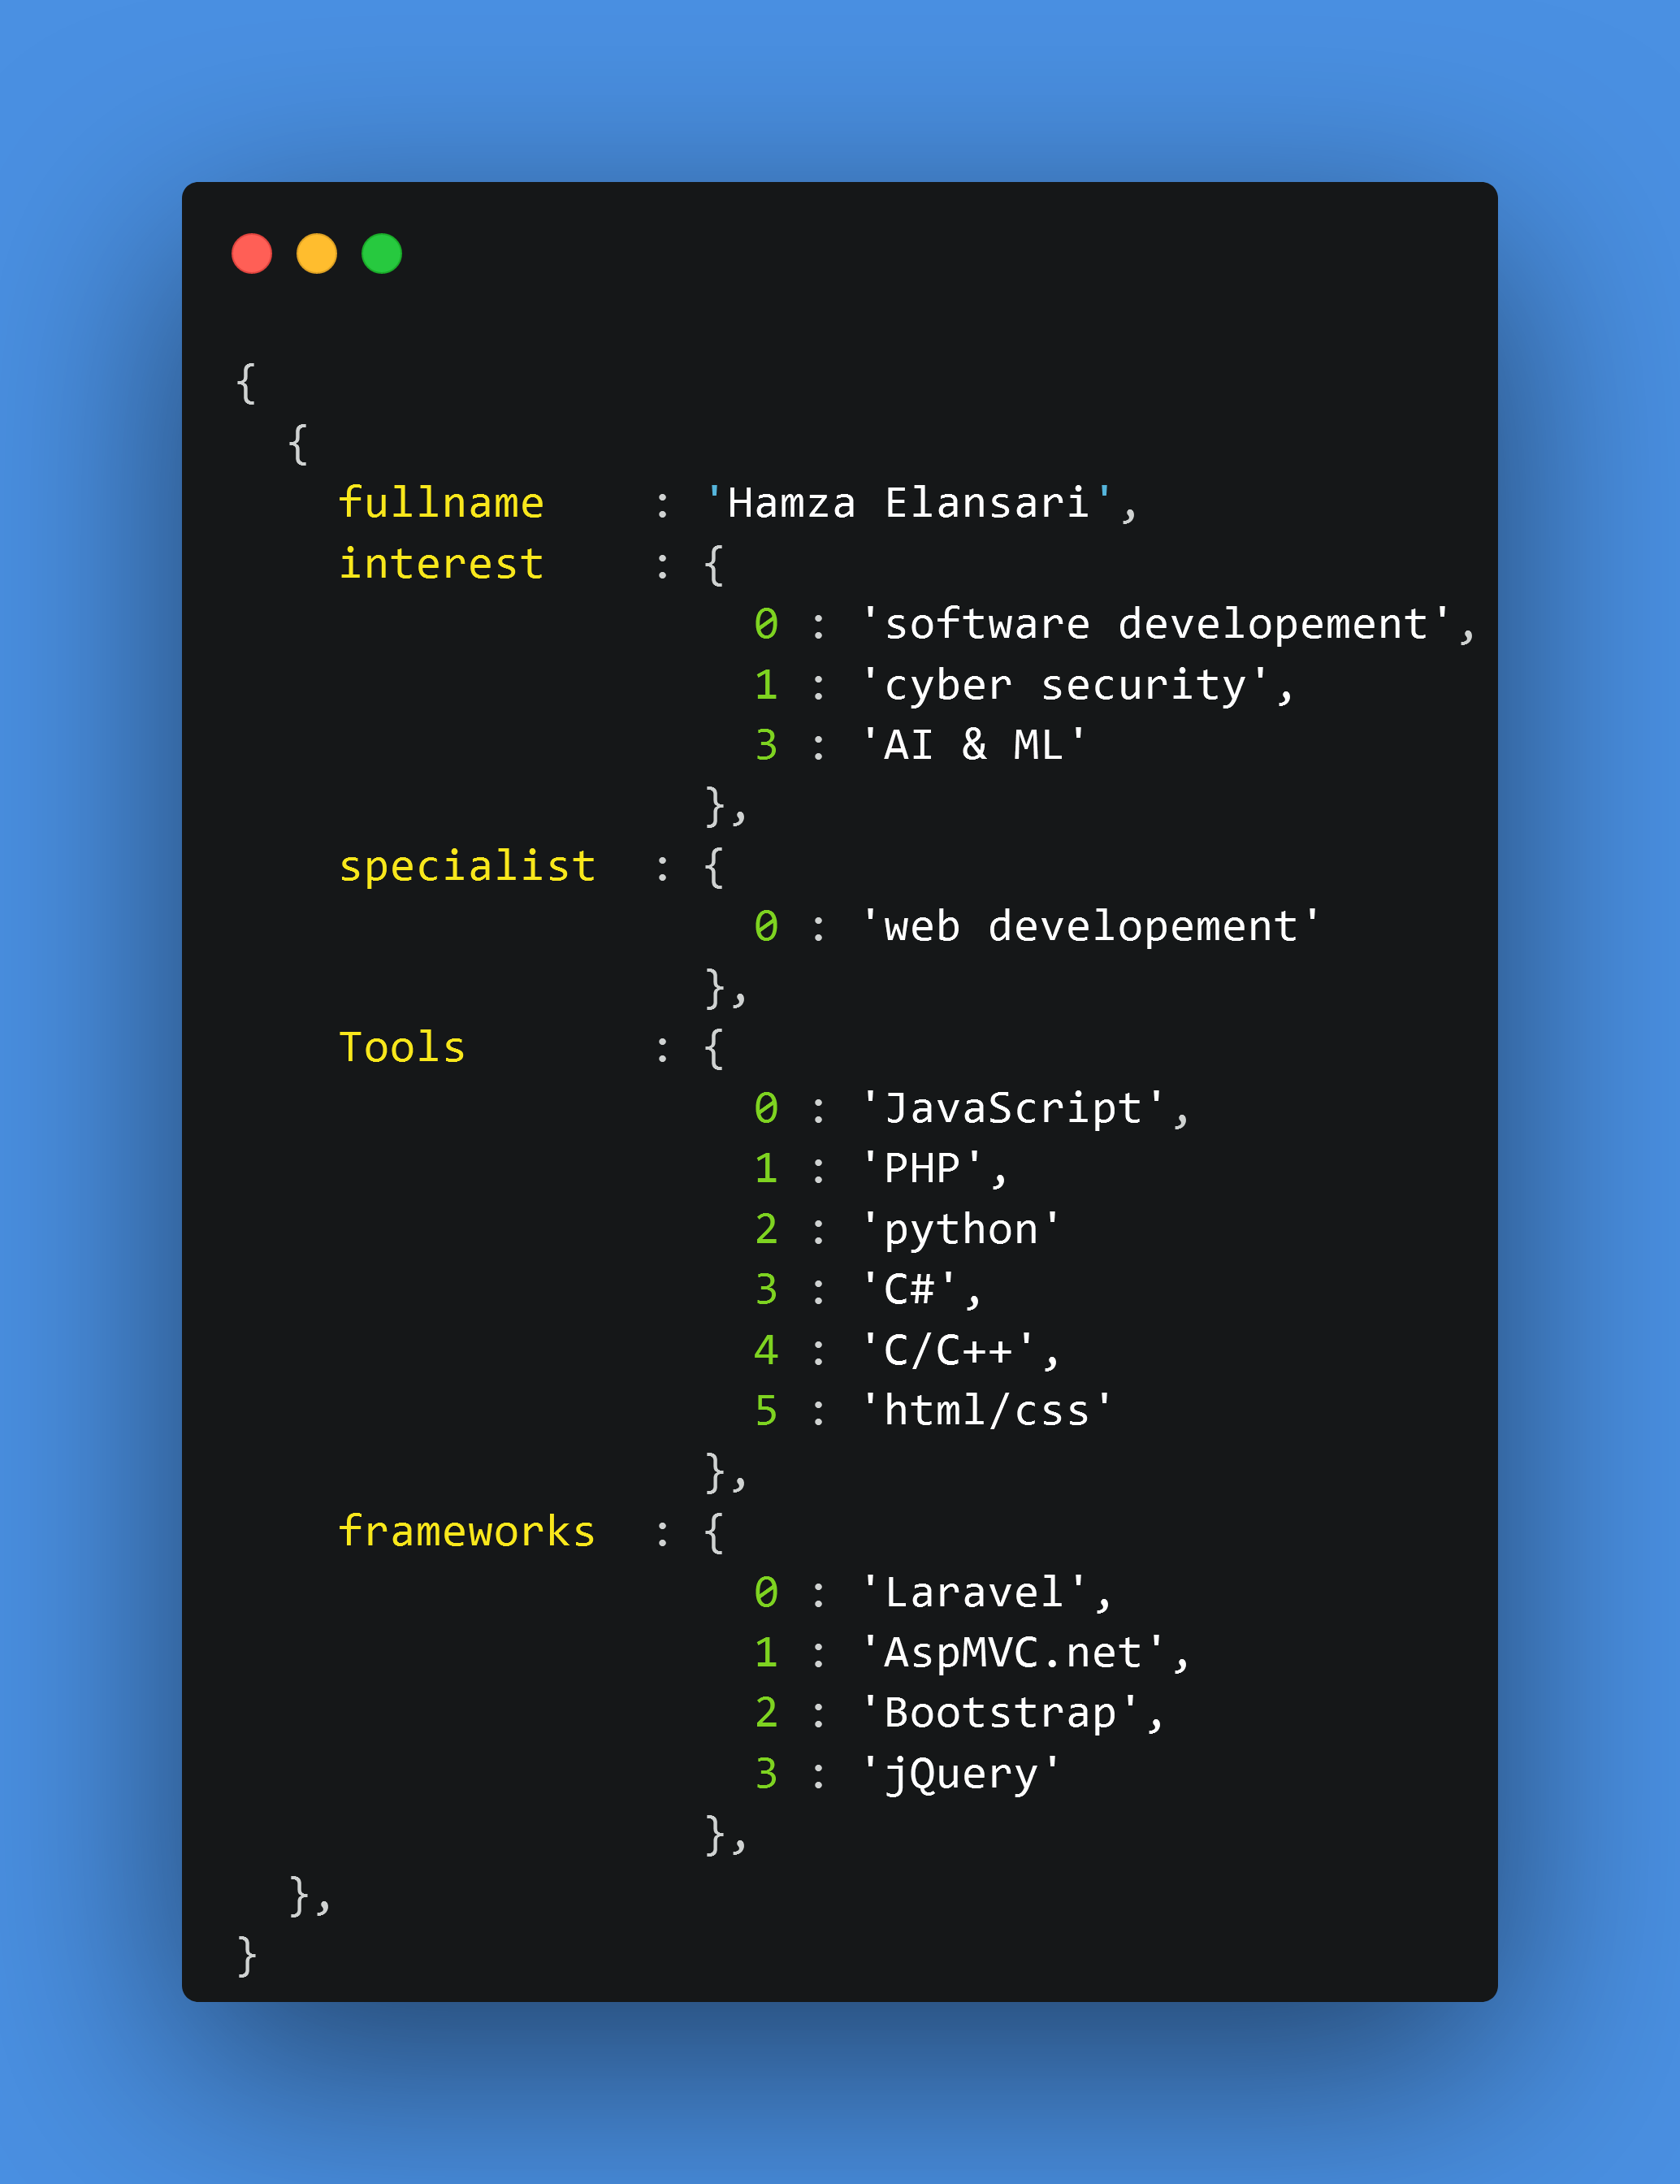 {
  {
    fullname    : 'Hamza Elansari',
    interest    : {
                    0 : 'software developement',
                    1 : 'cyber security',
                    3 : 'AI & ML'
                  },
    specialist  : {
                    0 : 'web developement'
                  },
    Tools       : {
                    0 : 'JavaScript',
                    1 : 'PHP',
                    2 : 'python'
                    3 : 'C#',
                    4 : 'C/C++',
                    5 : 'html/css'
                  },
    frameworks  : {
                    0 : 'Laravel',
                    1 : 'AspMVC.net',
                    2 : 'Bootstrap',
                    3 : 'jQuery'
                  },
  },
}